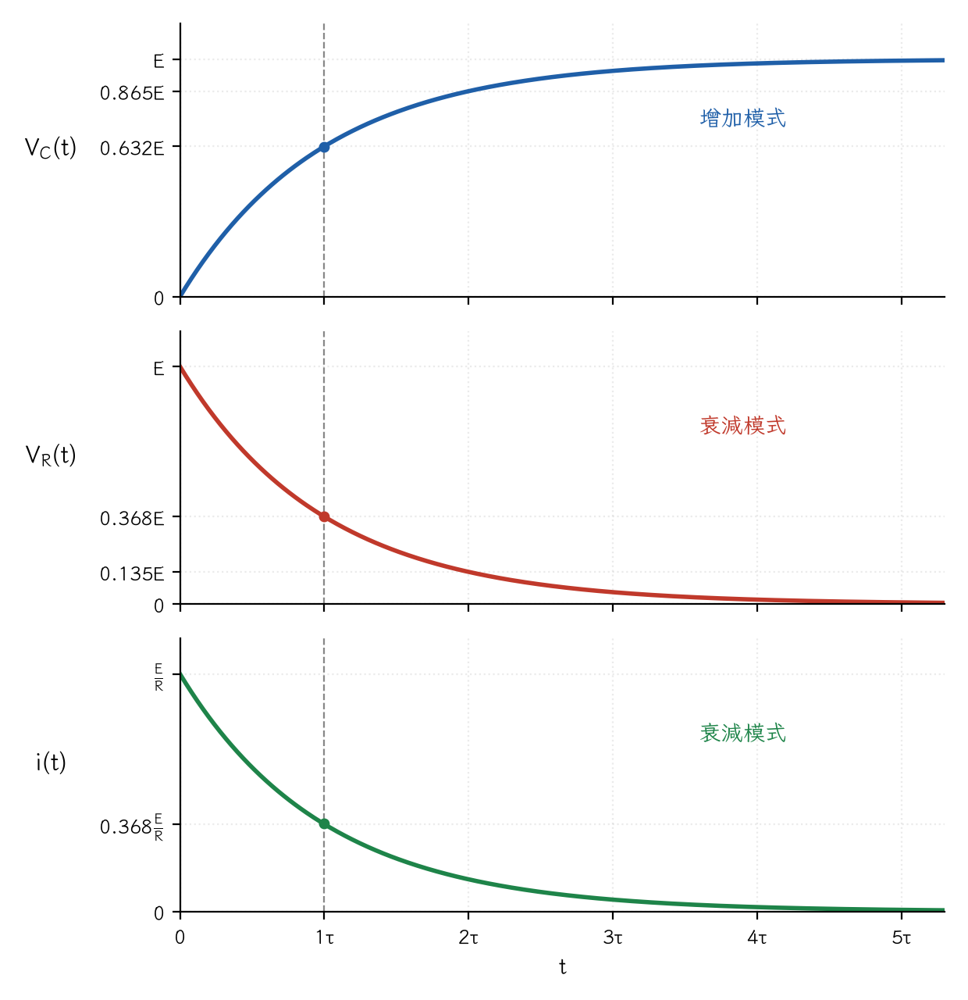 E
0.865E
增加模式
V_C(t)
0.632E
0
E
衰減模式
V_R(t)
0.368E
0.135E
0
E/R
衰減模式
i(t)
0.368E/R
0
0 1τ 2τ 3τ 4τ 5τ
t